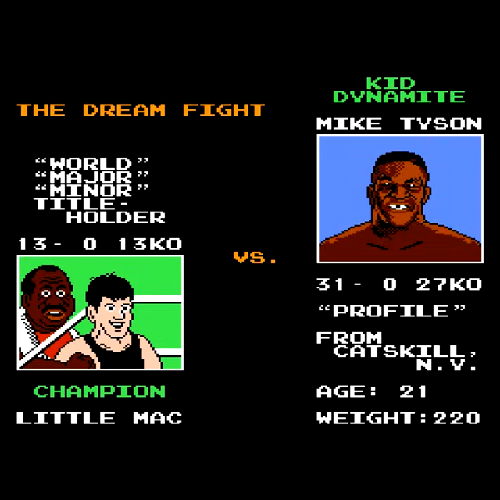 THE DREAM FIGHT
"WORLD"
"MAJOR"
"MINOR"
TITLE-
HOLDER
13- 0 13KO
CHAMPION
LITTLE MAC
VS.
KID
DYNAMITE
MIKE TYSON
31- 0 27KO
"PROFILE"
FROM
CATSKILL,
N.Y.
AGE: 21
WEIGHT:220